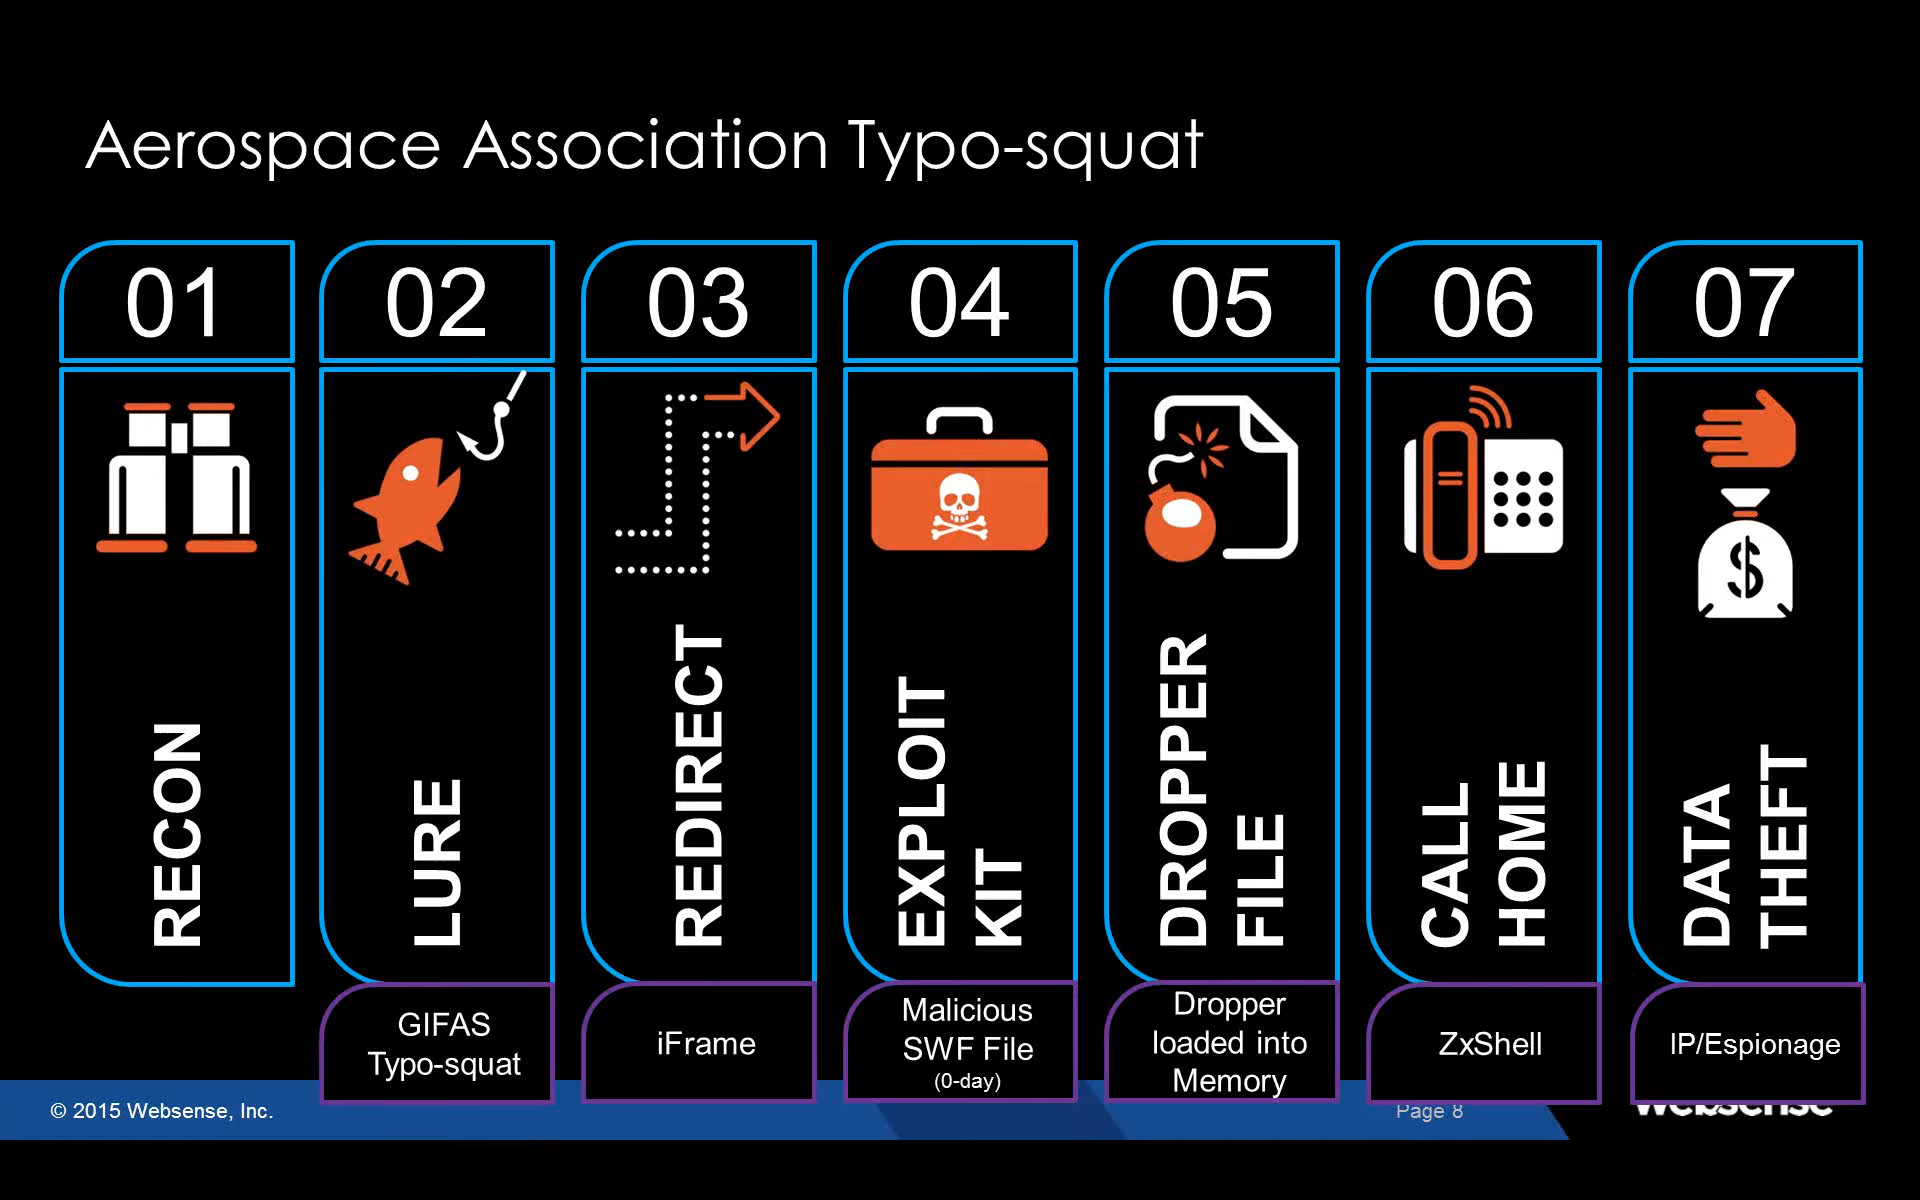 Aerospace Association Typo-squat
01
02
03
04
05
06
07
RECON
LURE
REDIRECT
EXPLOIT
KIT
DROPPER
FILE
CALL
HOME
DATA
THEFT
$
GIFAS
Typo-squat
iFrame
Malicious
SWF File
(0-day)
Dropper
loaded into
Memory
ZxShell
IP/Espionage
© 2015 Websense, Inc.
Page 8
websense